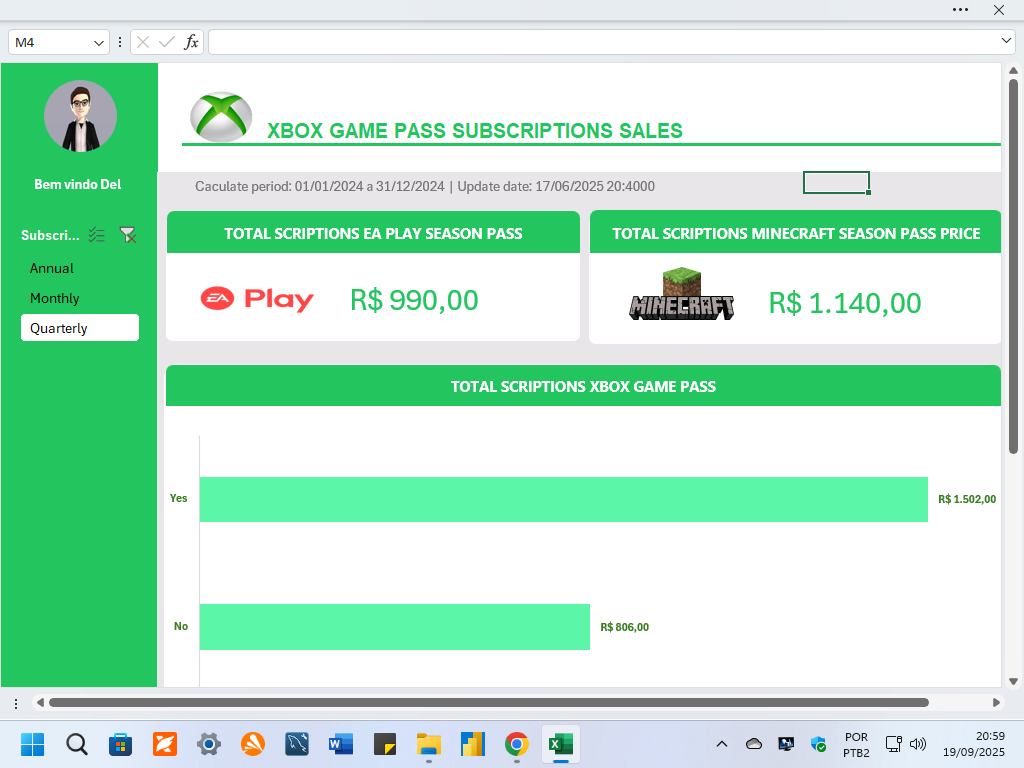 M4
fx
XBOX GAME PASS SUBSCRIPTIONS SALES
Bem vindo Del
Caculate period: 01/01/2024 a 31/12/2024 | Update date: 17/06/2025 20:4000
Subscri...
Annual
Monthly
Quarterly
TOTAL SCRIPTIONS EA PLAY SEASON PASS
EA Play
R$ 990,00
TOTAL SCRIPTIONS MINECRAFT SEASON PASS PRICE
MINECRAFT
R$ 1.140,00
TOTAL SCRIPTIONS XBOX GAME PASS
Yes
R$ 1.502,00
No
R$ 806,00
POR
PTB2
20:59
19/09/2025